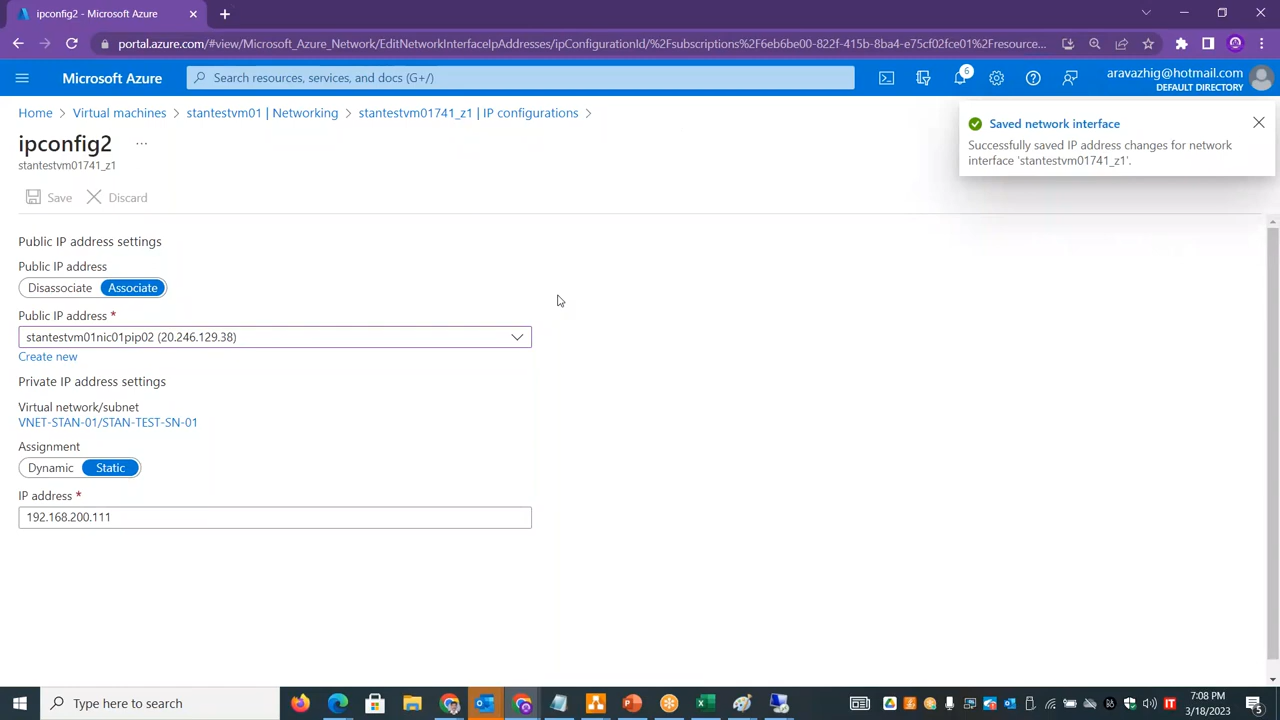 ipconfig2 - Microsoft Azure
portal.azure.com/#view/Microsoft_Azure_Network/EditNetworkInterfaceIpAddresses/ipConfigurationId/%2Fsubscriptions%2F6eb6be00-822f-415b-8ba4-e75cf02fce01%2Fresource...
Microsoft Azure
Search resources, services, and docs (G+/)
6
aravazhig@hotmail.com
DEFAULT DIRECTORY
Home > Virtual machines > stantestvm01 | Networking > stantestvm01741_z1 | IP configurations >
ipconfig2 ...
stantestvm01741_z1
Saved network interface
Successfully saved IP address changes for network
interface 'stantestvm01741_z1'.
Save Discard
Public IP address settings
Public IP address
Disassociate Associate
Public IP address *
stantestvm01nic01pip02 (20.246.129.38)
Create new
Private IP address settings
Virtual network/subnet
VNET-STAN-01/STAN-TEST-SN-01
Assignment
Dynamic Static
IP address *
192.168.200.111
Type here to search
IT
7:08 PM
3/18/2023
5